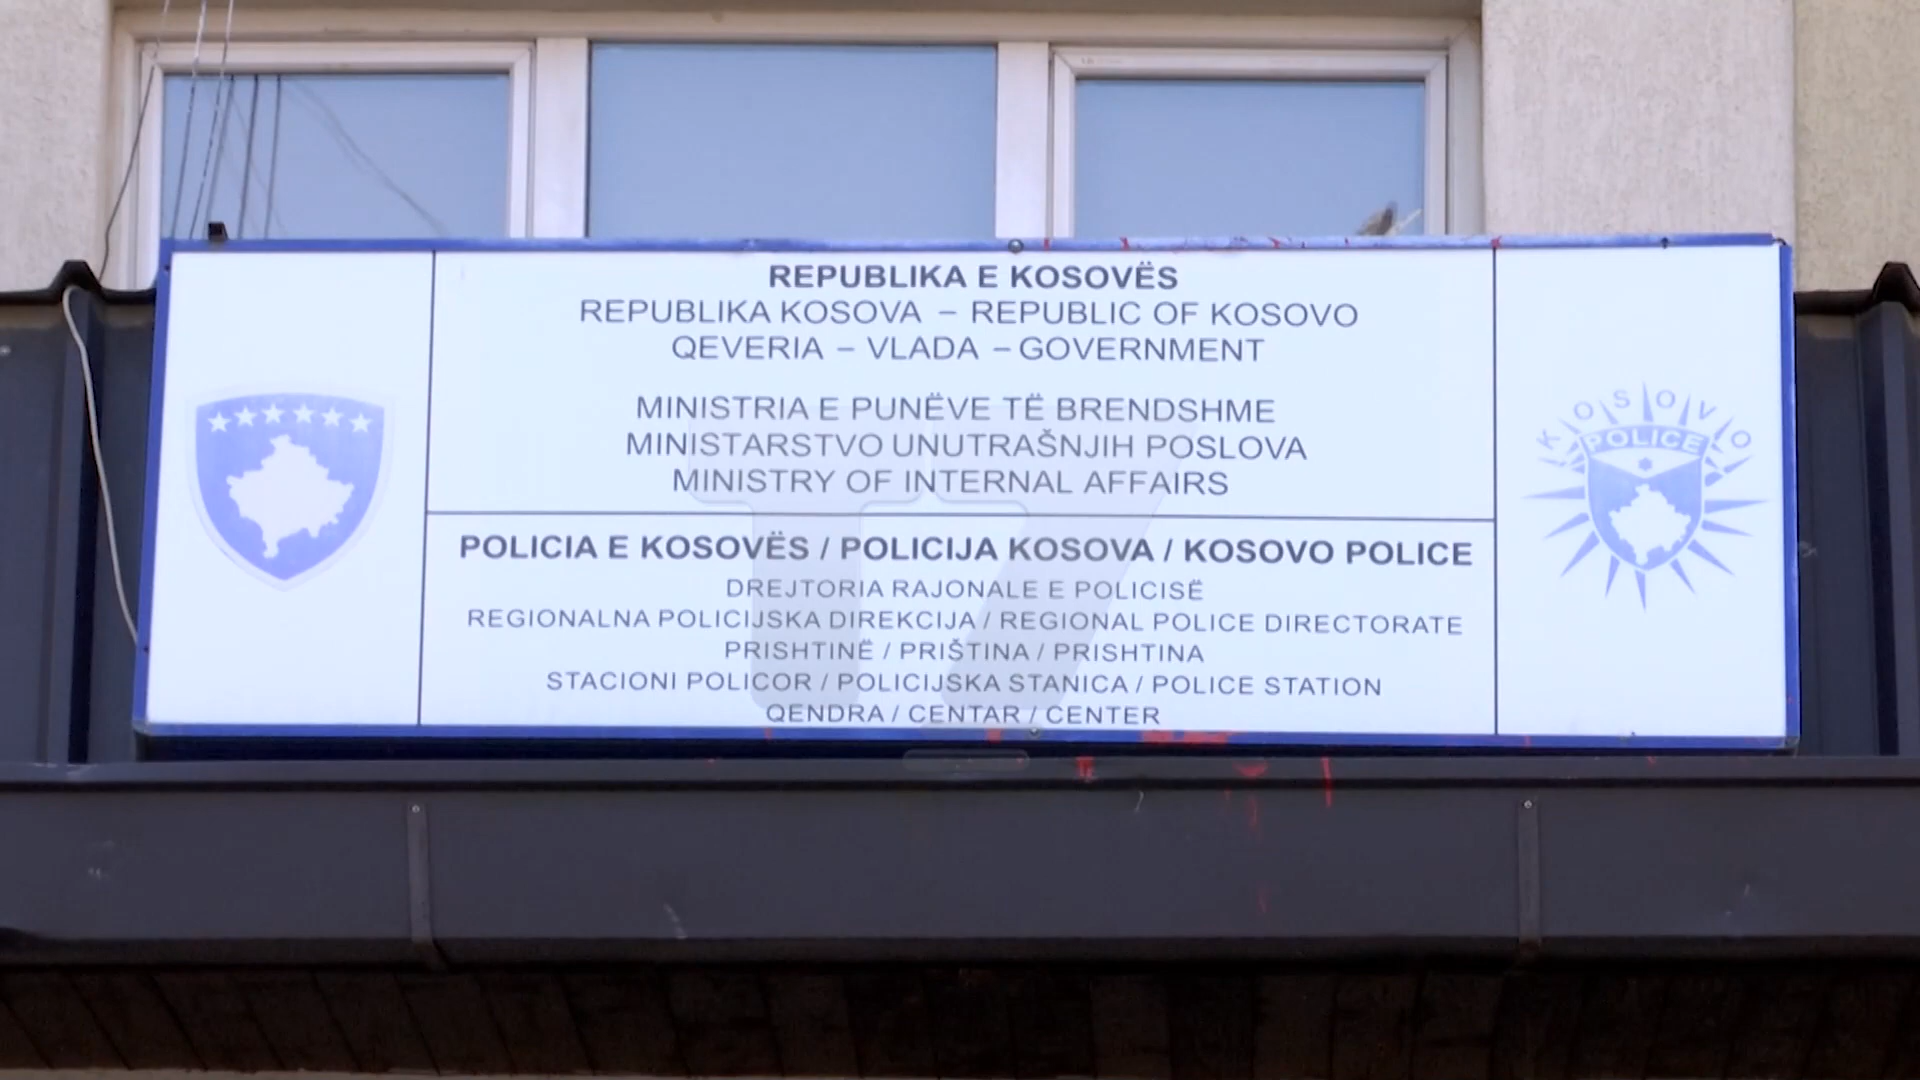 REPUBLIKA E KOSOVËS
REPUBLIKA KOSOVA – REPUBLIC OF KOSOVO
QEVERIA – VLADA – GOVERNMENT
MINISTRIA E PUNËVE TË BRENDSHME
MINISTARSTVO UNUTRAŠNJIH POSLOVA
MINISTRY OF INTERNAL AFFAIRS
POLICIA E KOSOVËS / POLICIJA KOSOVA / KOSOVO POLICE
DREJTORIA RAJONALE E POLICISË
REGIONALNA POLICIJSKA DIREKCIJA / REGIONAL POLICE DIRECTORATE
PRISHTINË / PRIŠTINA / PRISHTINA
STACIONI POLICOR / POLICIJSKA STANICA / POLICE STATION
QENDRA / CENTAR / CENTER
KOSOVO
POLICE
T7